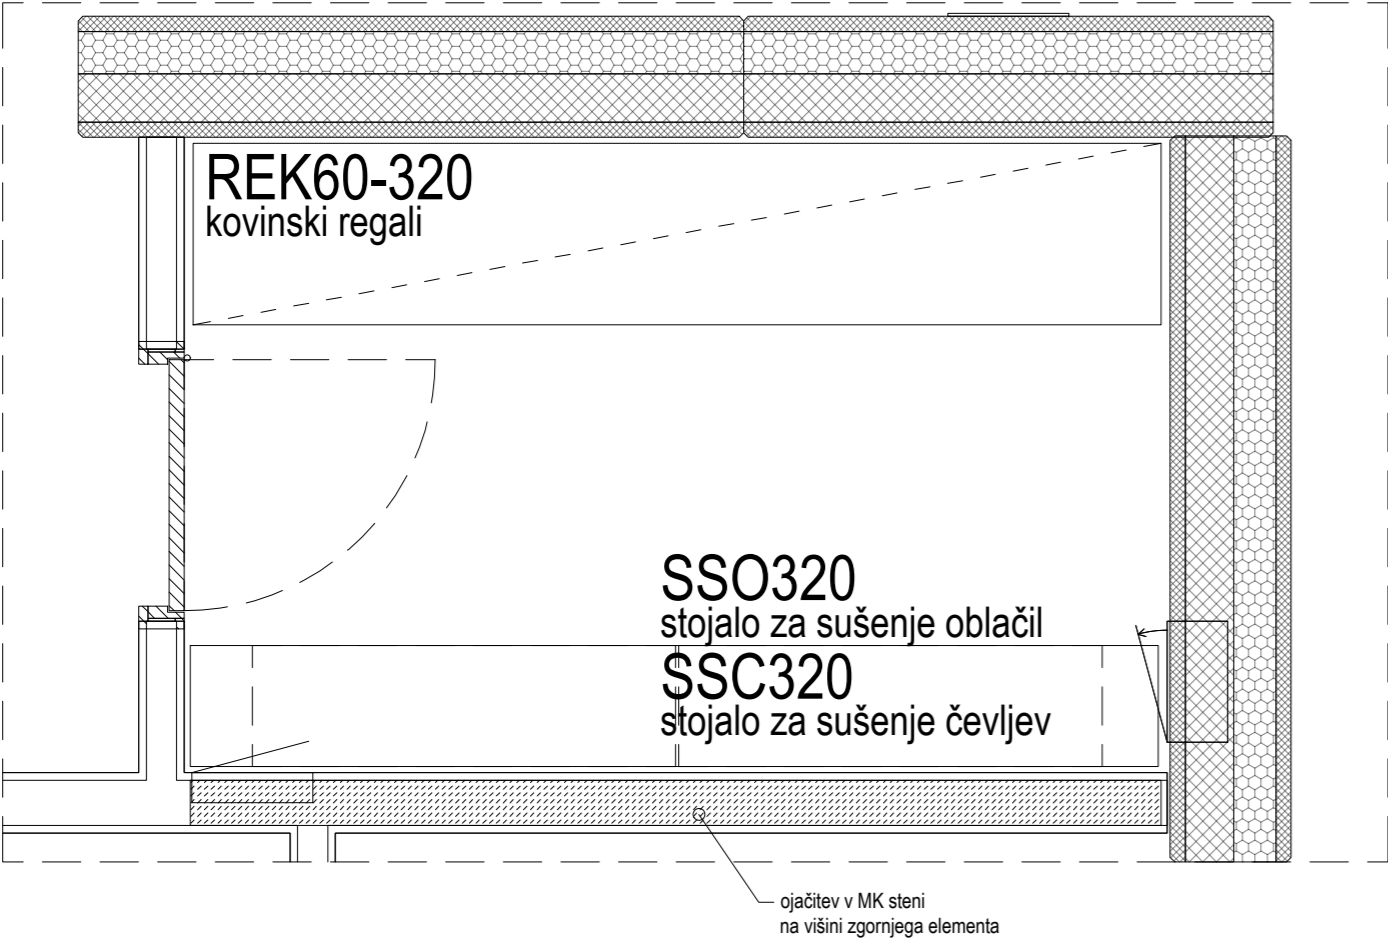 REK60-320
kovinski regali
SSO320
stojalo za sušenje oblačil
SSC320
stojalo za sušenje čevljev
ojačitev v MK steni
na višini zgornjega elementa